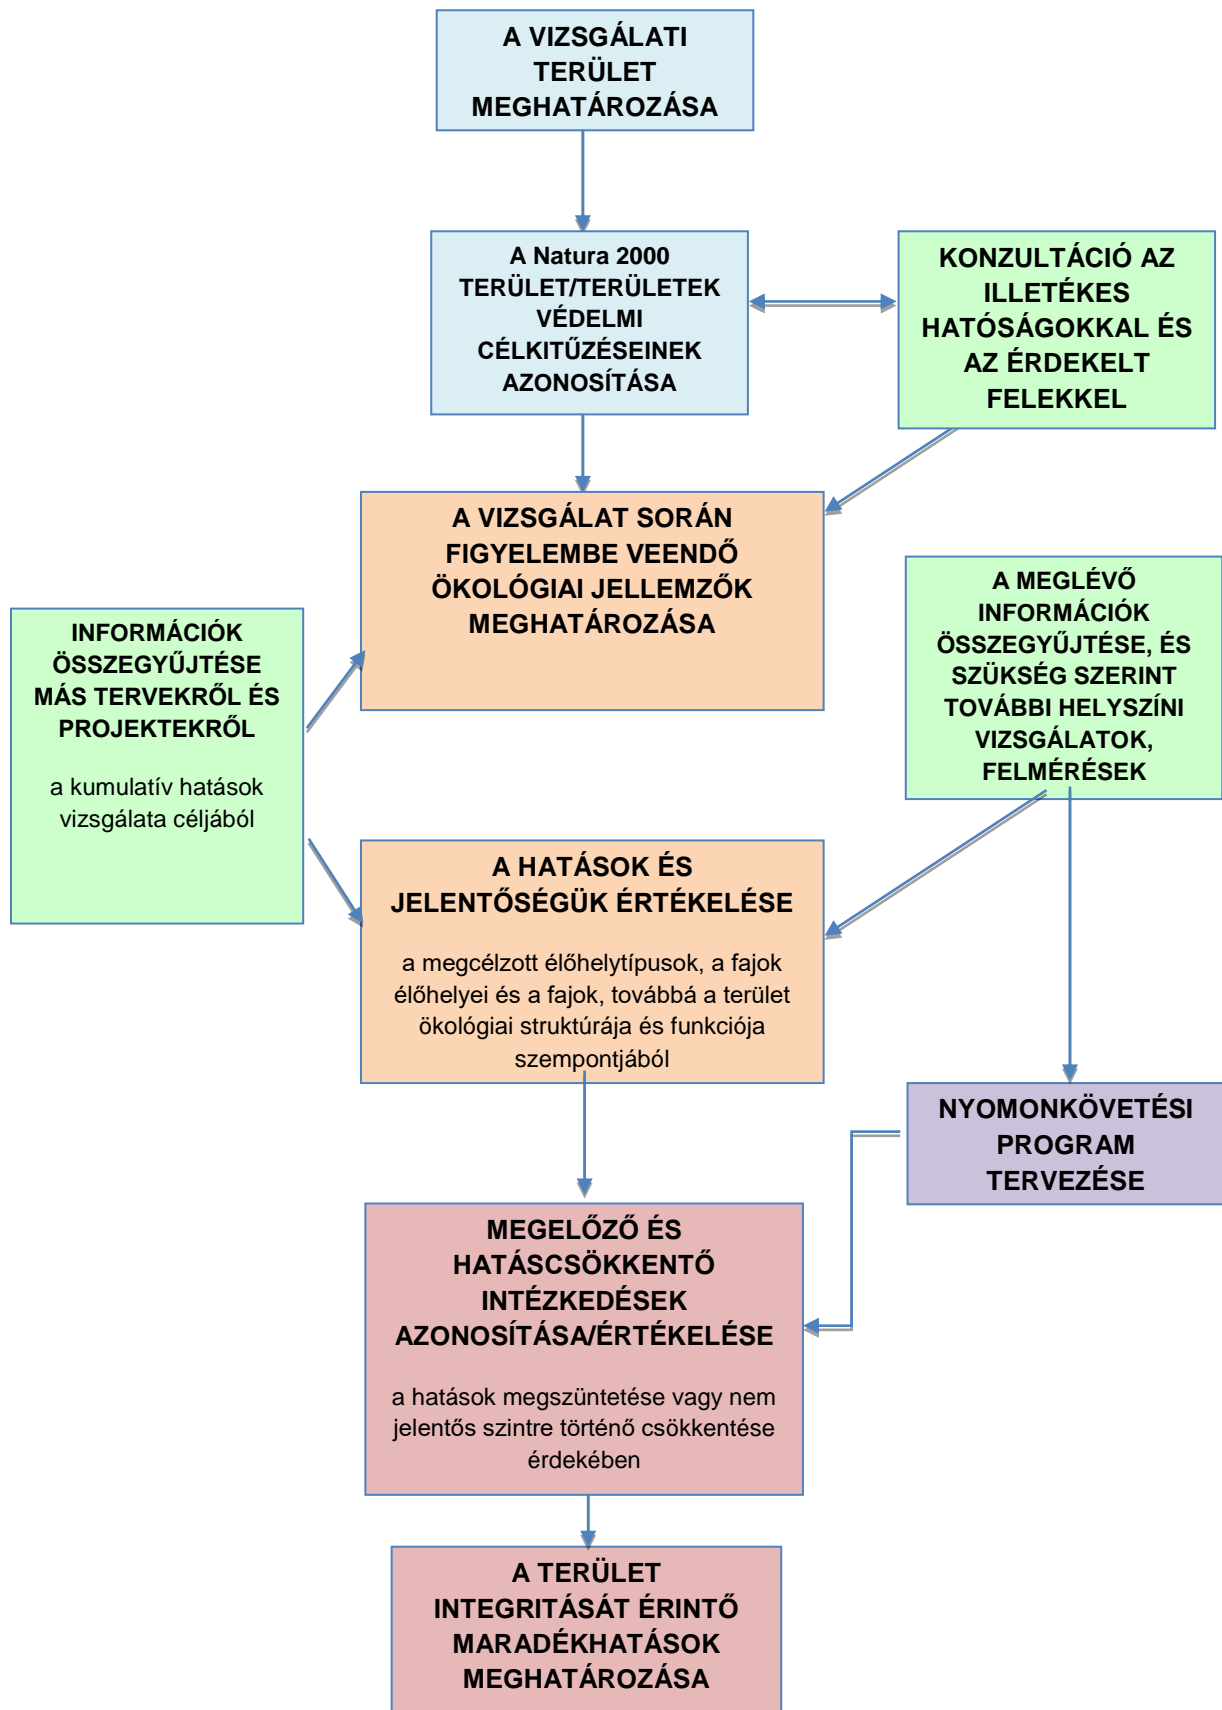 A VIZSGÁLATI
TERÜLET
MEGHATÁROZÁSA
A Natura 2000
TERÜLET/TERÜLETEK
VÉDELMI
CÉLKITŰZÉSEINEK
AZONOSÍTÁSA
KONZULTÁCIÓ AZ
ILLETÉKES
HATÓSÁGOKKAL ÉS
AZ ÉRDEKELT
FELEKKEL
A VIZSGÁLAT SORÁN
FIGYELEMBE VEENDŐ
ÖKOLÓGIAI JELLEMZŐK
MEGHATÁROZÁSA
A MEGLÉVŐ
INFORMÁCIÓK
ÖSSZEGYŰJTÉSE, ÉS
SZÜKSÉG SZERINT
TOVÁBBI HELYSZÍNI
VIZSGÁLATOK,
FELMÉRÉSEK
INFORMÁCIÓK
ÖSSZEGYŰJTÉSE
MÁS TERVEKRŐL ÉS
PROJEKTEKRŐL
a kumulatív hatások
vizsgálata céljából
A HATÁSOK ÉS
JELENTŐSÉGÜK ÉRTÉKELÉSE
a megcélzott élőhelytípusok, a fajok
élőhelyei és a fajok, továbbá a terület
ökológiai struktúrája és funkciója
szempontjából
NYOMONKÖVETÉSI
PROGRAM
TERVEZÉSE
MEGELŐZŐ ÉS
HATÁSCSÖKKENTŐ
INTÉZKEDÉSEK
AZONOSÍTÁSA/ÉRTÉKELÉSE
a hatások megszüntetése vagy nem
jelentős szintre történő csökkentése
érdekében
A TERÜLET
INTEGRITÁSÁT ÉRINTŐ
MARADÉKHATÁSOK
MEGHATÁROZÁSA